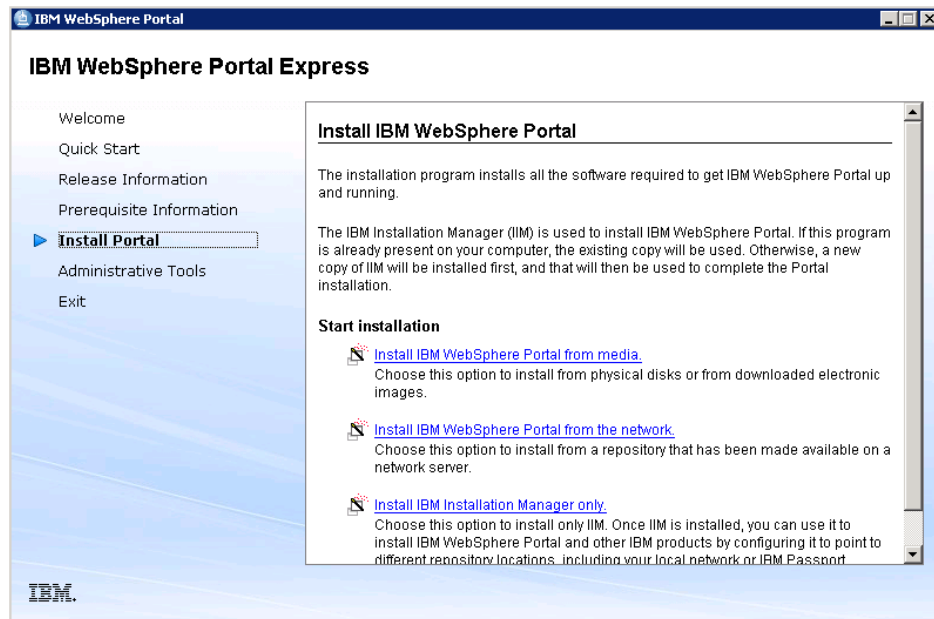 IBM WebSphere Portal
IBM WebSphere Portal Express
Welcome
Quick Start
Release Information
Prerequisite Information
Install Portal
Administrative Tools
Exit
Install IBM WebSphere Portal
The installation program installs all the software required to get IBM WebSphere Portal up
and running.
The IBM Installation Manager (IIM) is used to install IBM WebSphere Portal. If this program
is already present on your computer, the existing copy will be used. Otherwise, a new
copy of IIM will be installed first, and that will then be used to complete the Portal
installation.
Start installation
Install IBM WebSphere Portal from media.
Choose this option to install from physical disks or from downloaded electronic
images.
Install IBM WebSphere Portal from the network.
Choose this option to install from a repository that has been made available on a
network server.
Install IBM Installation Manager only.
Choose this option to install only IIM. Once IIM is installed, you can use it to
install IBM WebSphere Portal and other IBM products by configuring it to point to
different repository locations, including your local network or IBM Passport
IBM.